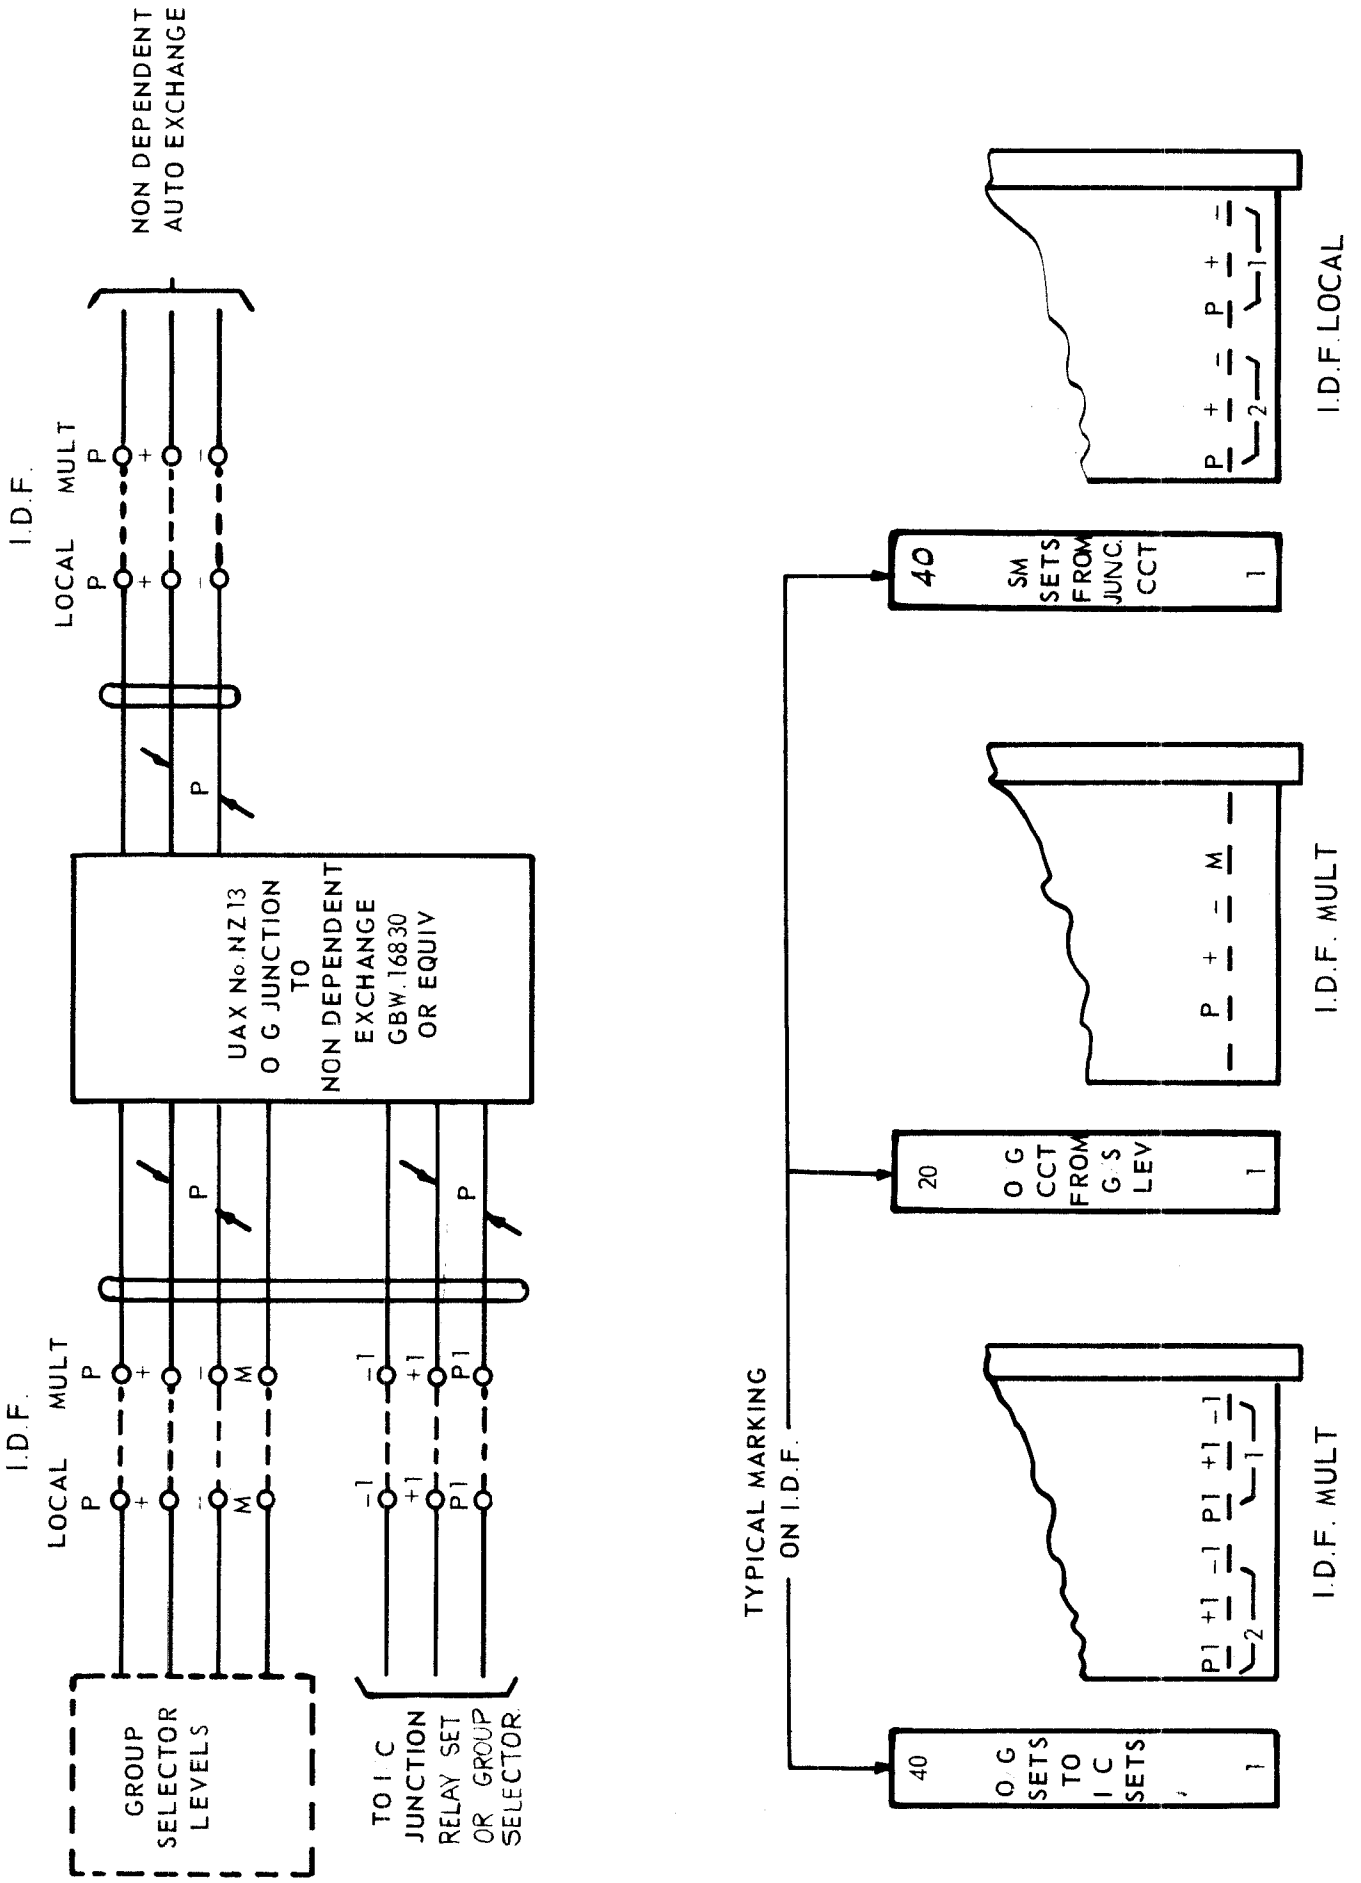 I.D.F.
LOCAL MULT
P P
+ +
- -
M M
-1 -1
+1 +1
P1 P1
GROUP
SELECTOR
LEVELS
TO I C
JUNCTION
RELAY SET
OR GROUP
SELECTOR.
P
P
UAX No. NZ13
O G JUNCTION
TO
NON DEPENDENT
EXCHANGE
GBW. 16830
OR EQUIV
P
I.D.F.
LOCAL MULT
P P
+ +
- -
NON DEPENDENT
AUTO EXCHANGE
TYPICAL MARKING
ON I.D.F.
40
O/G
SETS
TO
I C
SETS
1
P1 +1 -1 P1 +1 -1
2 1
I.D.F. MULT
20
O G
CCT
FROM
G/S
LEV
1
P + - M
I.D.F. MULT
40
SM
SETS
FROM
JUNC.
CCT
1
P + - P + -
2 1
I.D.F. LOCAL